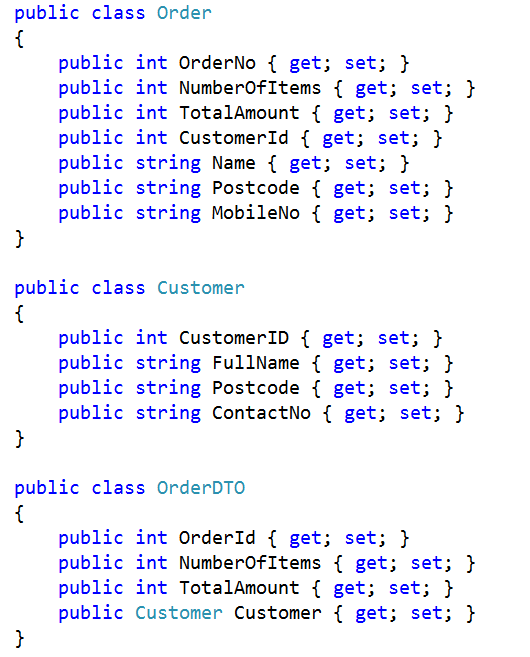 public class Order
{
    public int OrderNo { get; set; }
    public int NumberOfItems { get; set; }
    public int TotalAmount { get; set; }
    public int CustomerId { get; set; }
    public string Name { get; set; }
    public string Postcode { get; set; }
    public string MobileNo { get; set; }
}

public class Customer
{
    public int CustomerID { get; set; }
    public string FullName { get; set; }
    public string Postcode { get; set; }
    public string ContactNo { get; set; }
}

public class OrderDTO
{
    public int OrderId { get; set; }
    public int NumberOfItems { get; set; }
    public int TotalAmount { get; set; }
    public Customer Customer { get; set; }
}